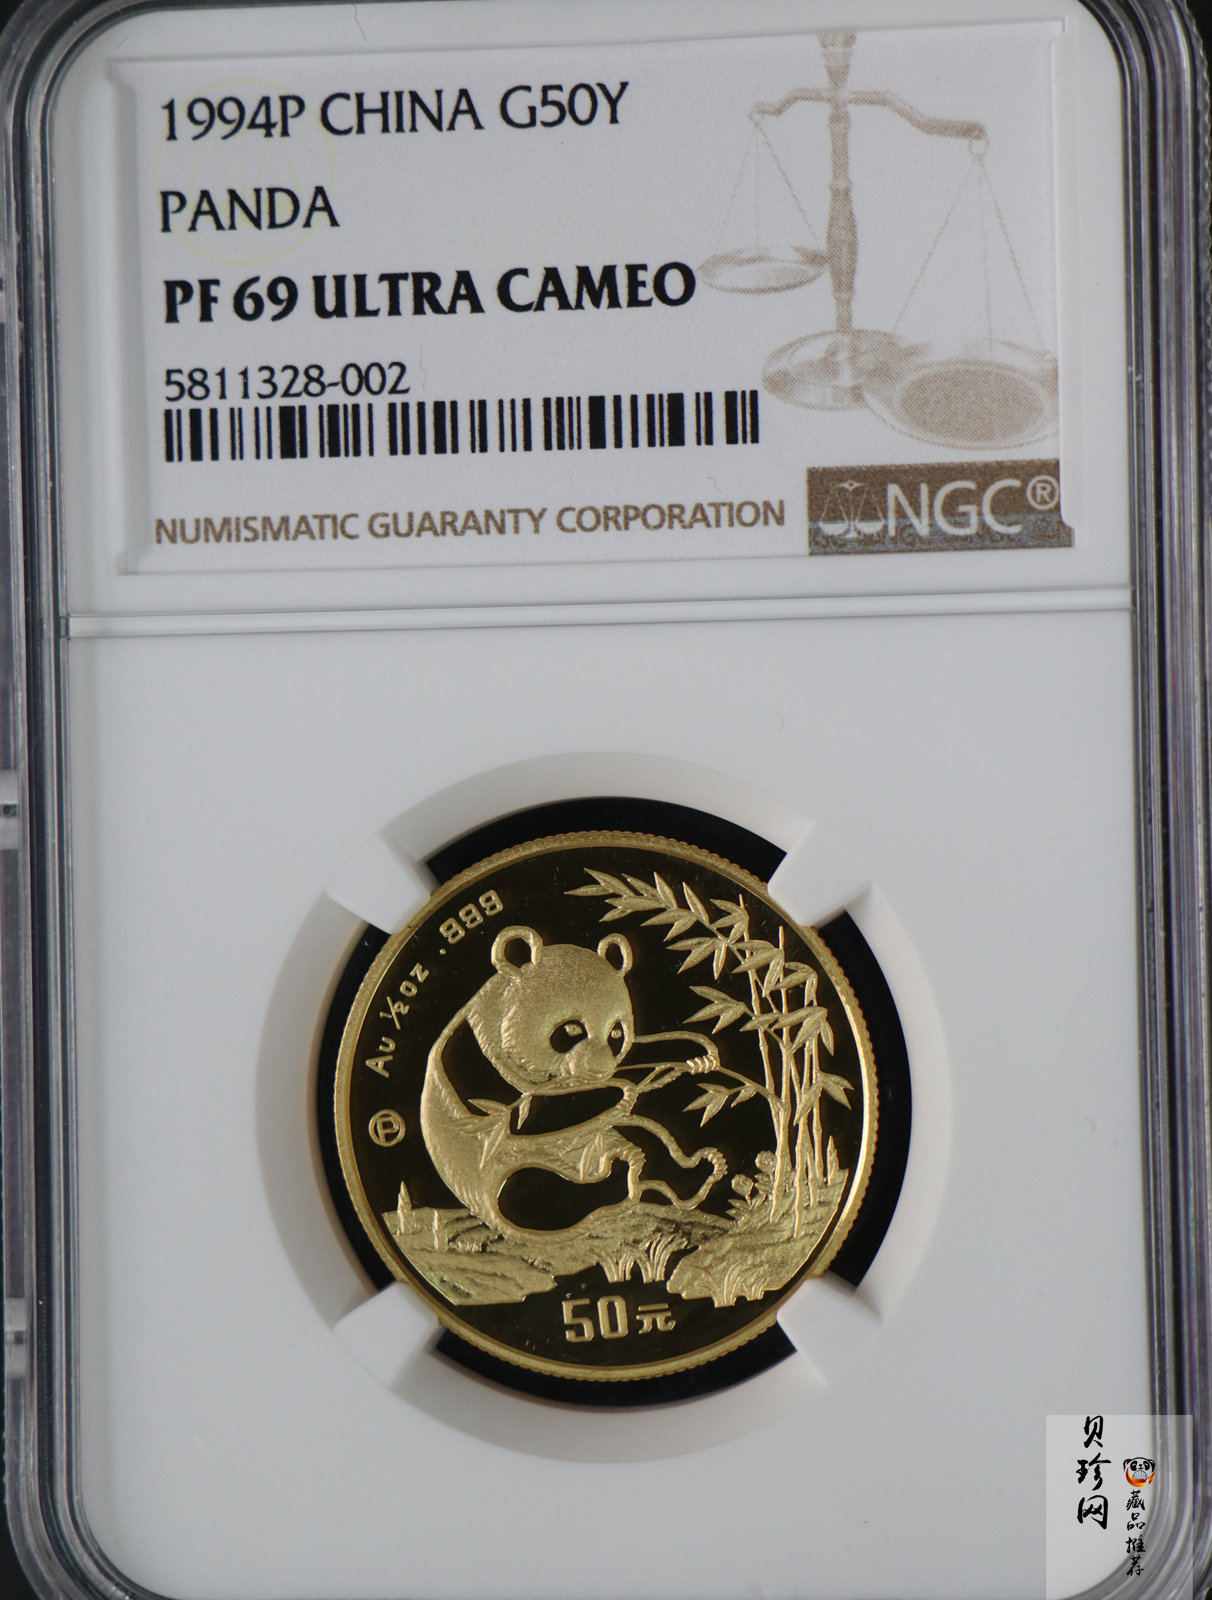 1994P CHINA G50Y
PANDA
PF 69 ULTRA CAMEO
5811328-002
NUMISMATIC GUARANTY CORPORATION
NGC®
Ⓟ Au ½oz .999
50元
贝珍网
藏品推荐